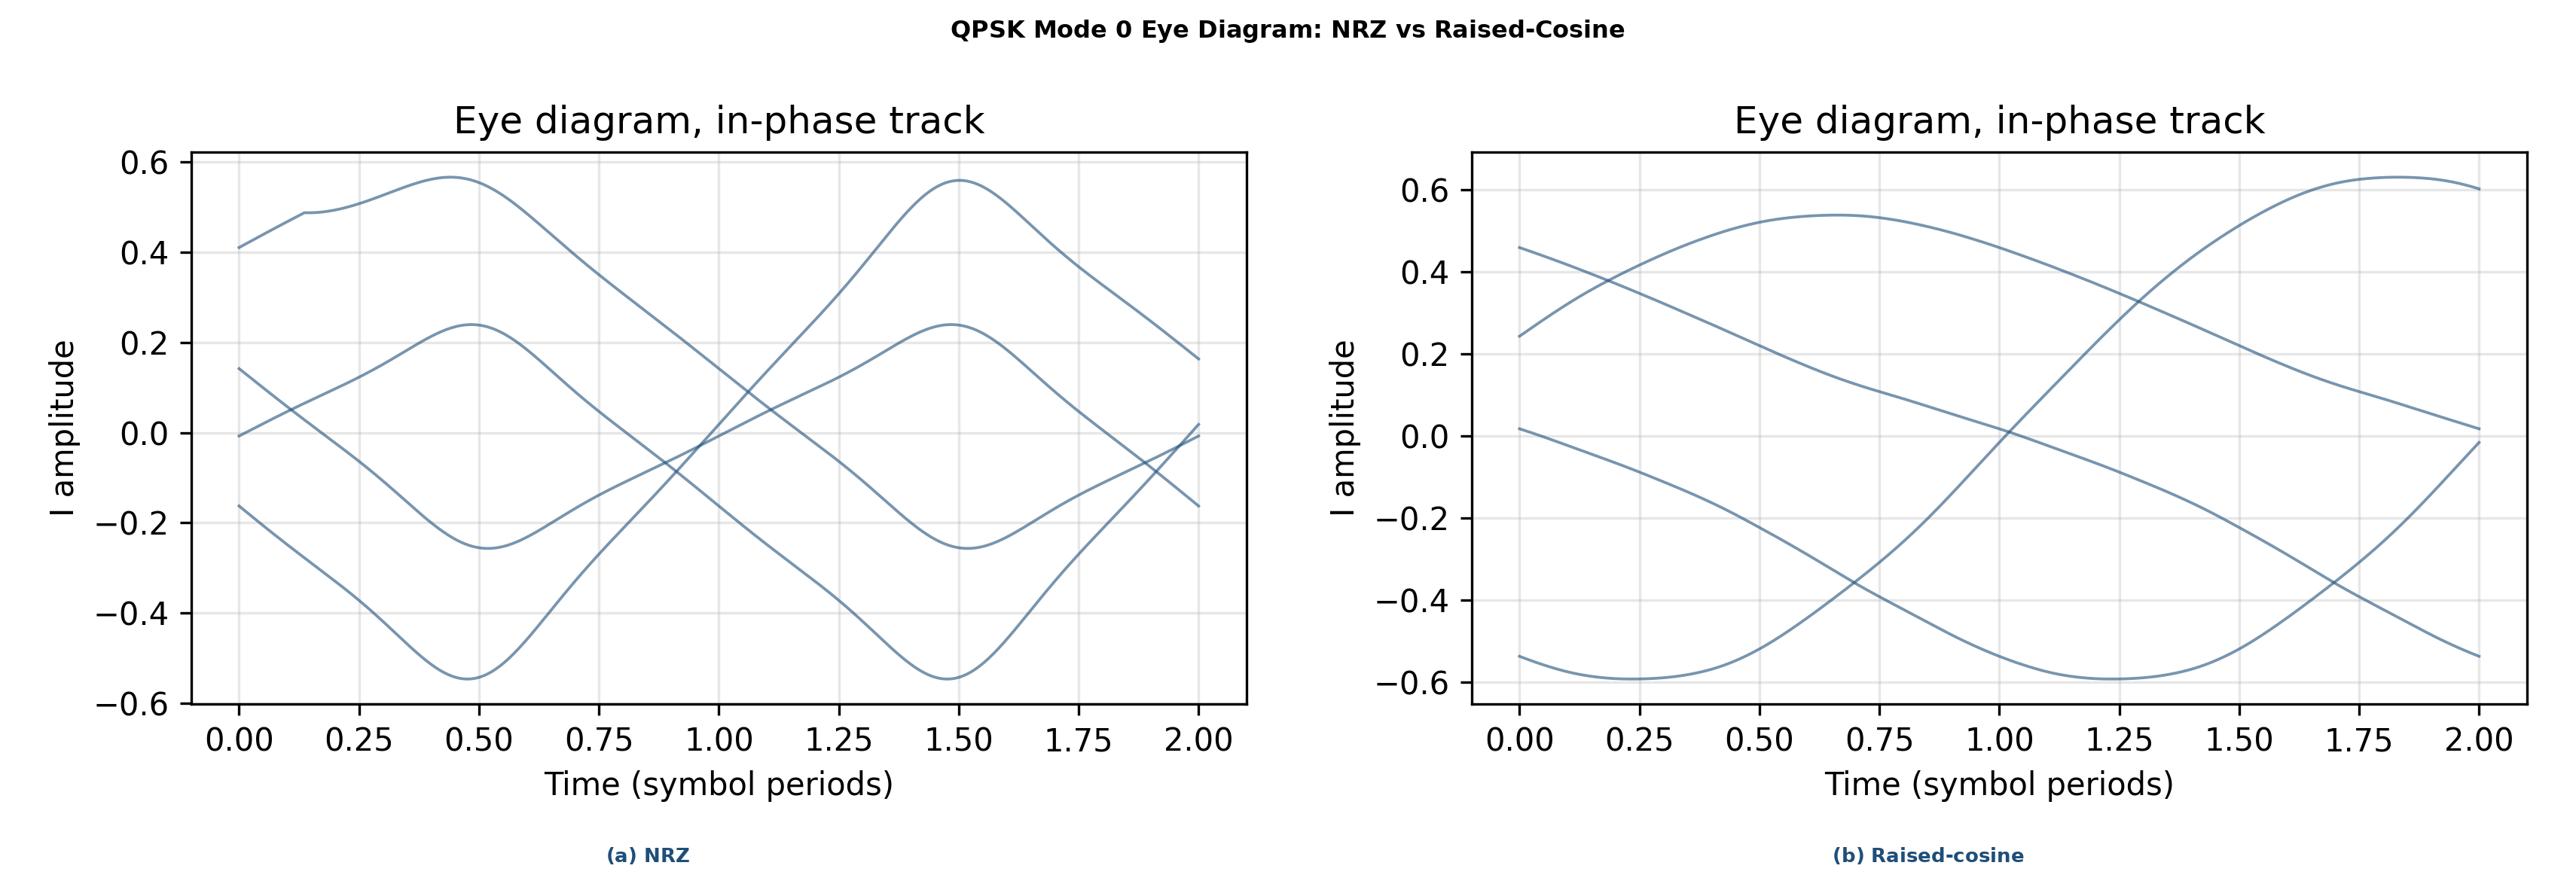 QPSK Mode 0 Eye Diagram: NRZ vs Raised-Cosine
Eye diagram, in-phase track
0.6
0.4
0.2
0.0
−0.2
−0.4
−0.6
I amplitude
0.00 0.25 0.50 0.75 1.00 1.25 1.50 1.75 2.00
Time (symbol periods)
(a) NRZ
Eye diagram, in-phase track
0.6
0.4
0.2
0.0
−0.2
−0.4
−0.6
I amplitude
0.00 0.25 0.50 0.75 1.00 1.25 1.50 1.75 2.00
Time (symbol periods)
(b) Raised-cosine